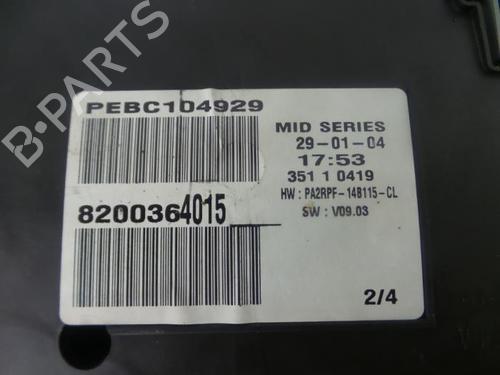 PEBC104929
MID SERIES
29-01-04
17:53
351 1 0419
HW : PA2RPF-14B115-CL
SW : V09.03
8200364015
2/4
B-PARTS